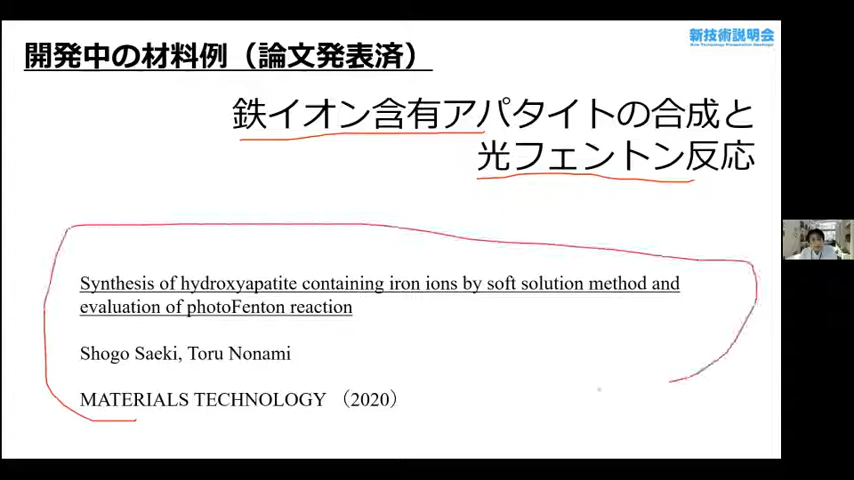 開発中の材料例（論文発表済）
新技術説明会
鉄イオン含有アパタイトの合成と
光フェントン反応
Synthesis of hydroxyapatite containing iron ions by soft solution method and
evaluation of photoFenton reaction
Shogo Saeki, Toru Nonami
MATERIALS TECHNOLOGY （2020）